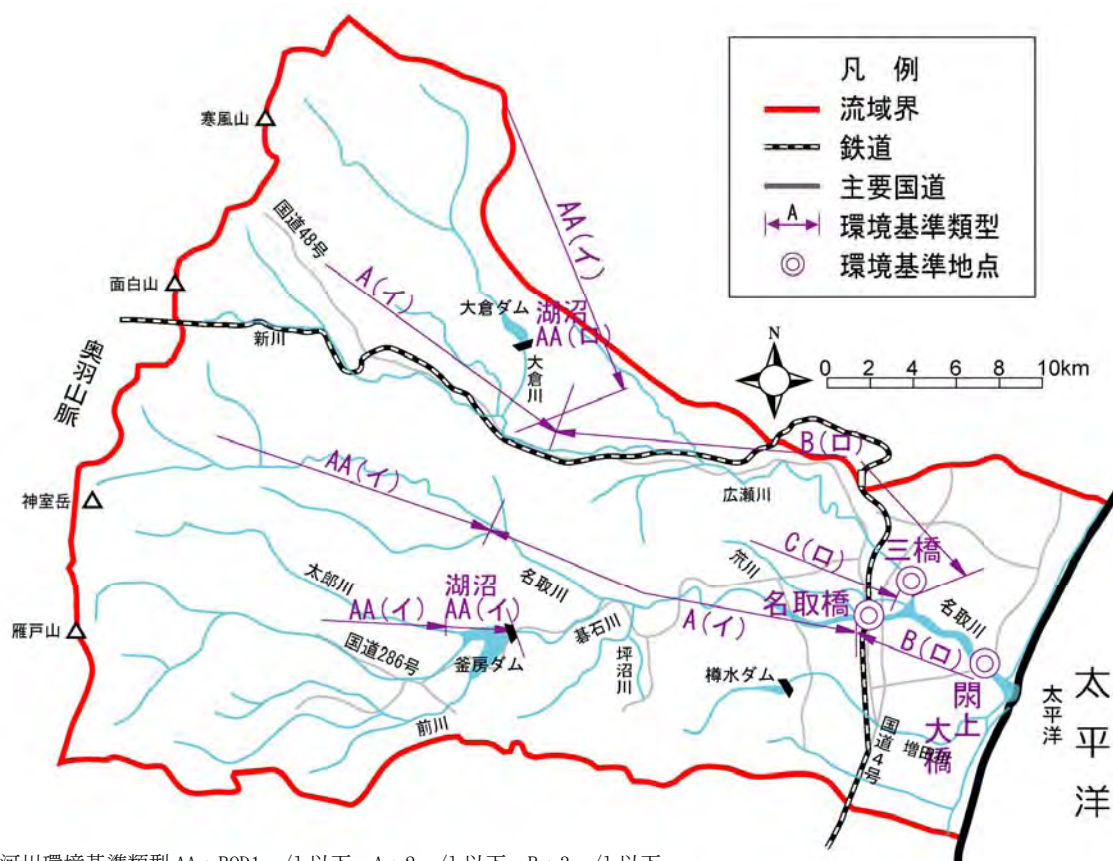 凡 例
流域界
鉄道
主要国道
A
環境基準類型
環境基準地点
N
0 2 4 6 8 10km
寒風山
面白山
奥羽山脈
神室岳
雁戸山
国道48号
新川
A(イ)
AA(イ)
大倉ダム
湖沼
AA(ロ)
大倉川
B(ロ)
広瀬川
AA(イ)
名取川
太郎川
湖沼
AA(イ)
AA(イ)
国道286号
釜房ダム
碁石川
坪沼川
前川
A(イ)
C(ロ)
笊川
三橋
名取橋
名取川
B(ロ)
樽水ダム
国道4号
増田川
閖上大橋
太平洋
太平洋